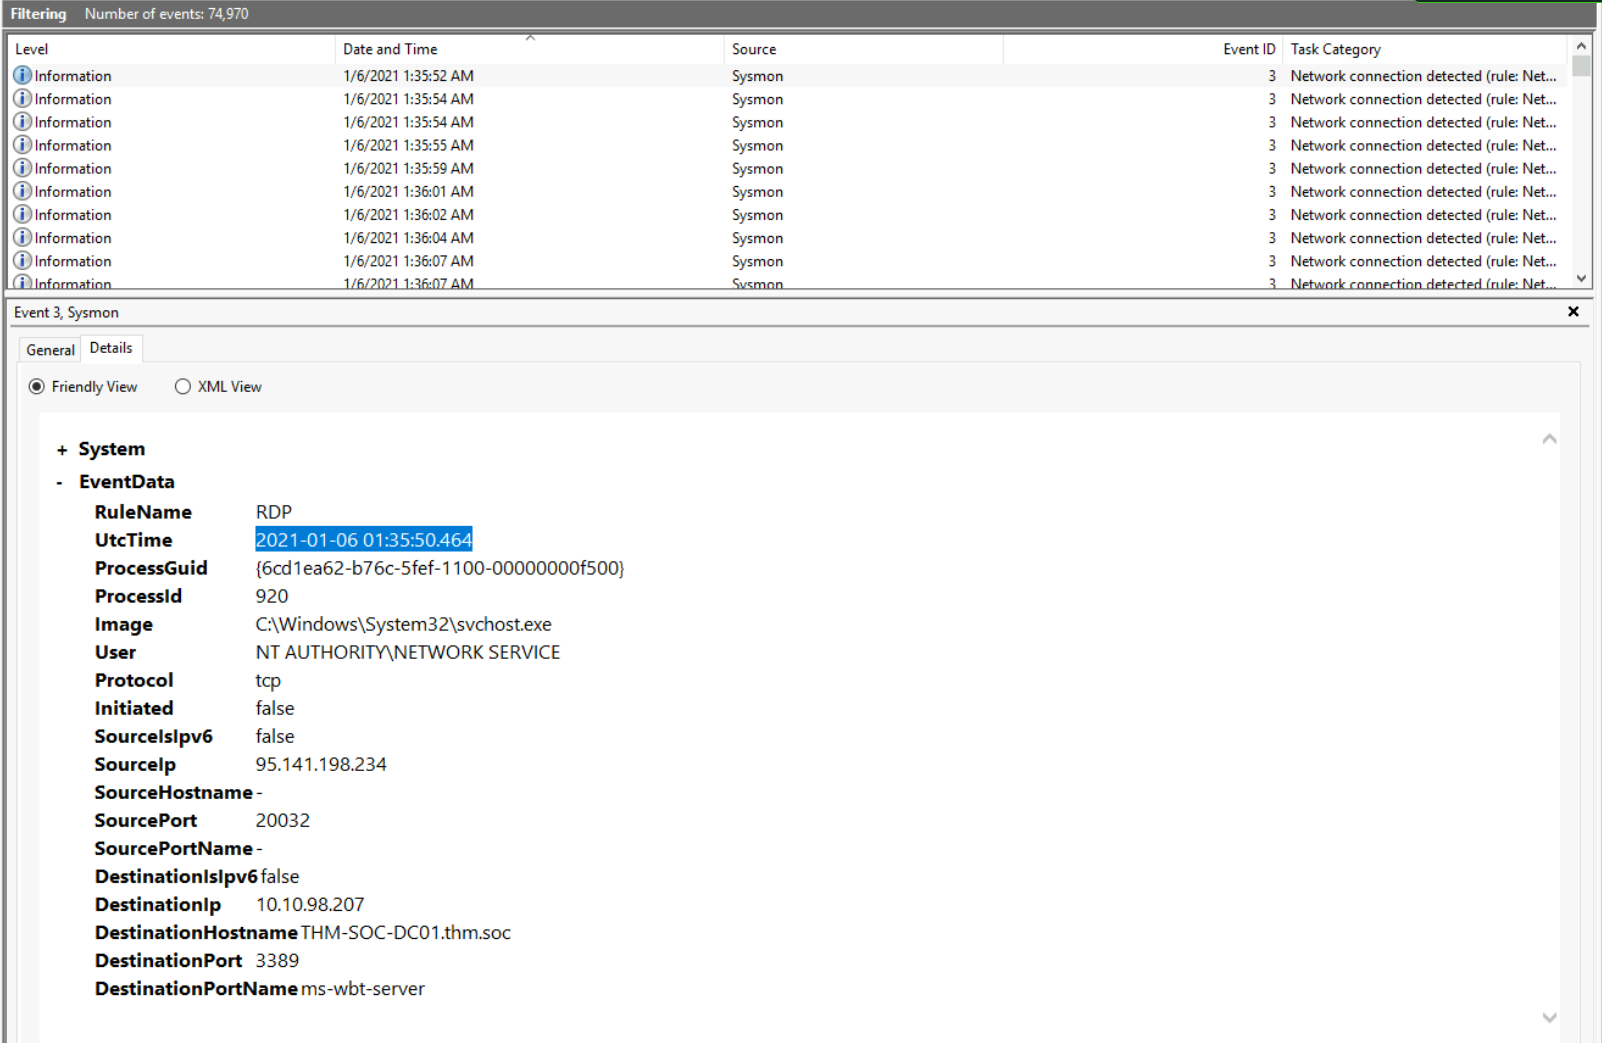 Filtering Number of events: 74,970
Level Date and Time Source Event ID Task Category
Information 1/6/2021 1:35:52 AM Sysmon 3 Network connection detected (rule: Net...
Information 1/6/2021 1:35:54 AM Sysmon 3 Network connection detected (rule: Net...
Information 1/6/2021 1:35:54 AM Sysmon 3 Network connection detected (rule: Net...
Information 1/6/2021 1:35:55 AM Sysmon 3 Network connection detected (rule: Net...
Information 1/6/2021 1:35:59 AM Sysmon 3 Network connection detected (rule: Net...
Information 1/6/2021 1:36:01 AM Sysmon 3 Network connection detected (rule: Net...
Information 1/6/2021 1:36:02 AM Sysmon 3 Network connection detected (rule: Net...
Information 1/6/2021 1:36:04 AM Sysmon 3 Network connection detected (rule: Net...
Information 1/6/2021 1:36:07 AM Sysmon 3 Network connection detected (rule: Net...
Information 1/6/2021 1:36:07 AM Sysmon 3 Network connection detected (rule: Net...
Event 3, Sysmon
General Details
Friendly View XML View
+ System
- EventData
RuleName RDP
UtcTime 2021-01-06 01:35:50.464
ProcessGuid {6cd1ea62-b76c-5fef-1100-00000000f500}
ProcessId 920
Image C:\Windows\System32\svchost.exe
User NT AUTHORITY\NETWORK SERVICE
Protocol tcp
Initiated false
SourceIsIpv6 false
SourceIp 95.141.198.234
SourceHostname -
SourcePort 20032
SourcePortName -
DestinationIsIpv6 false
DestinationIp 10.10.98.207
DestinationHostname THM-SOC-DC01.thm.soc
DestinationPort 3389
DestinationPortName ms-wbt-server